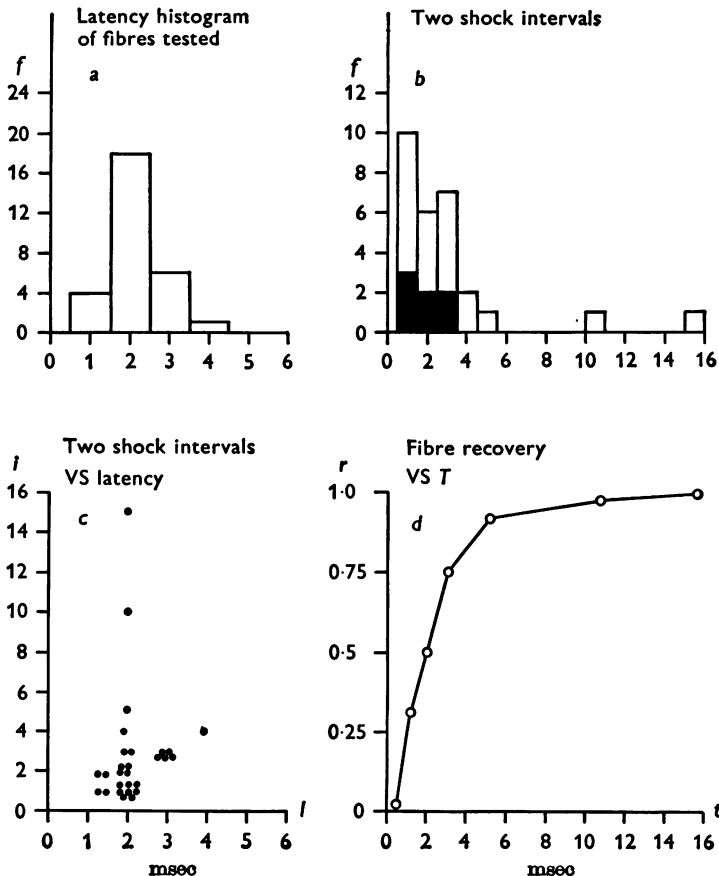 Latency histogram
of fibres tested
f
a
24
20
16
12
8
4
0
0 1 2 3 4 5 6
Two shock intervals
f
b
12
10
8
6
4
2
0
0 2 4 6 8 10 12 14 16
Two shock intervals
VS latency
i
c
16
14
12
10
8
6
4
2
0
l
0 1 2 3 4 5 6
msec
Fibre recovery
VS T
r
d
1·0
0·75
0·5
0·25
0
t
0 2 4 6 8 10 12 14 16
msec